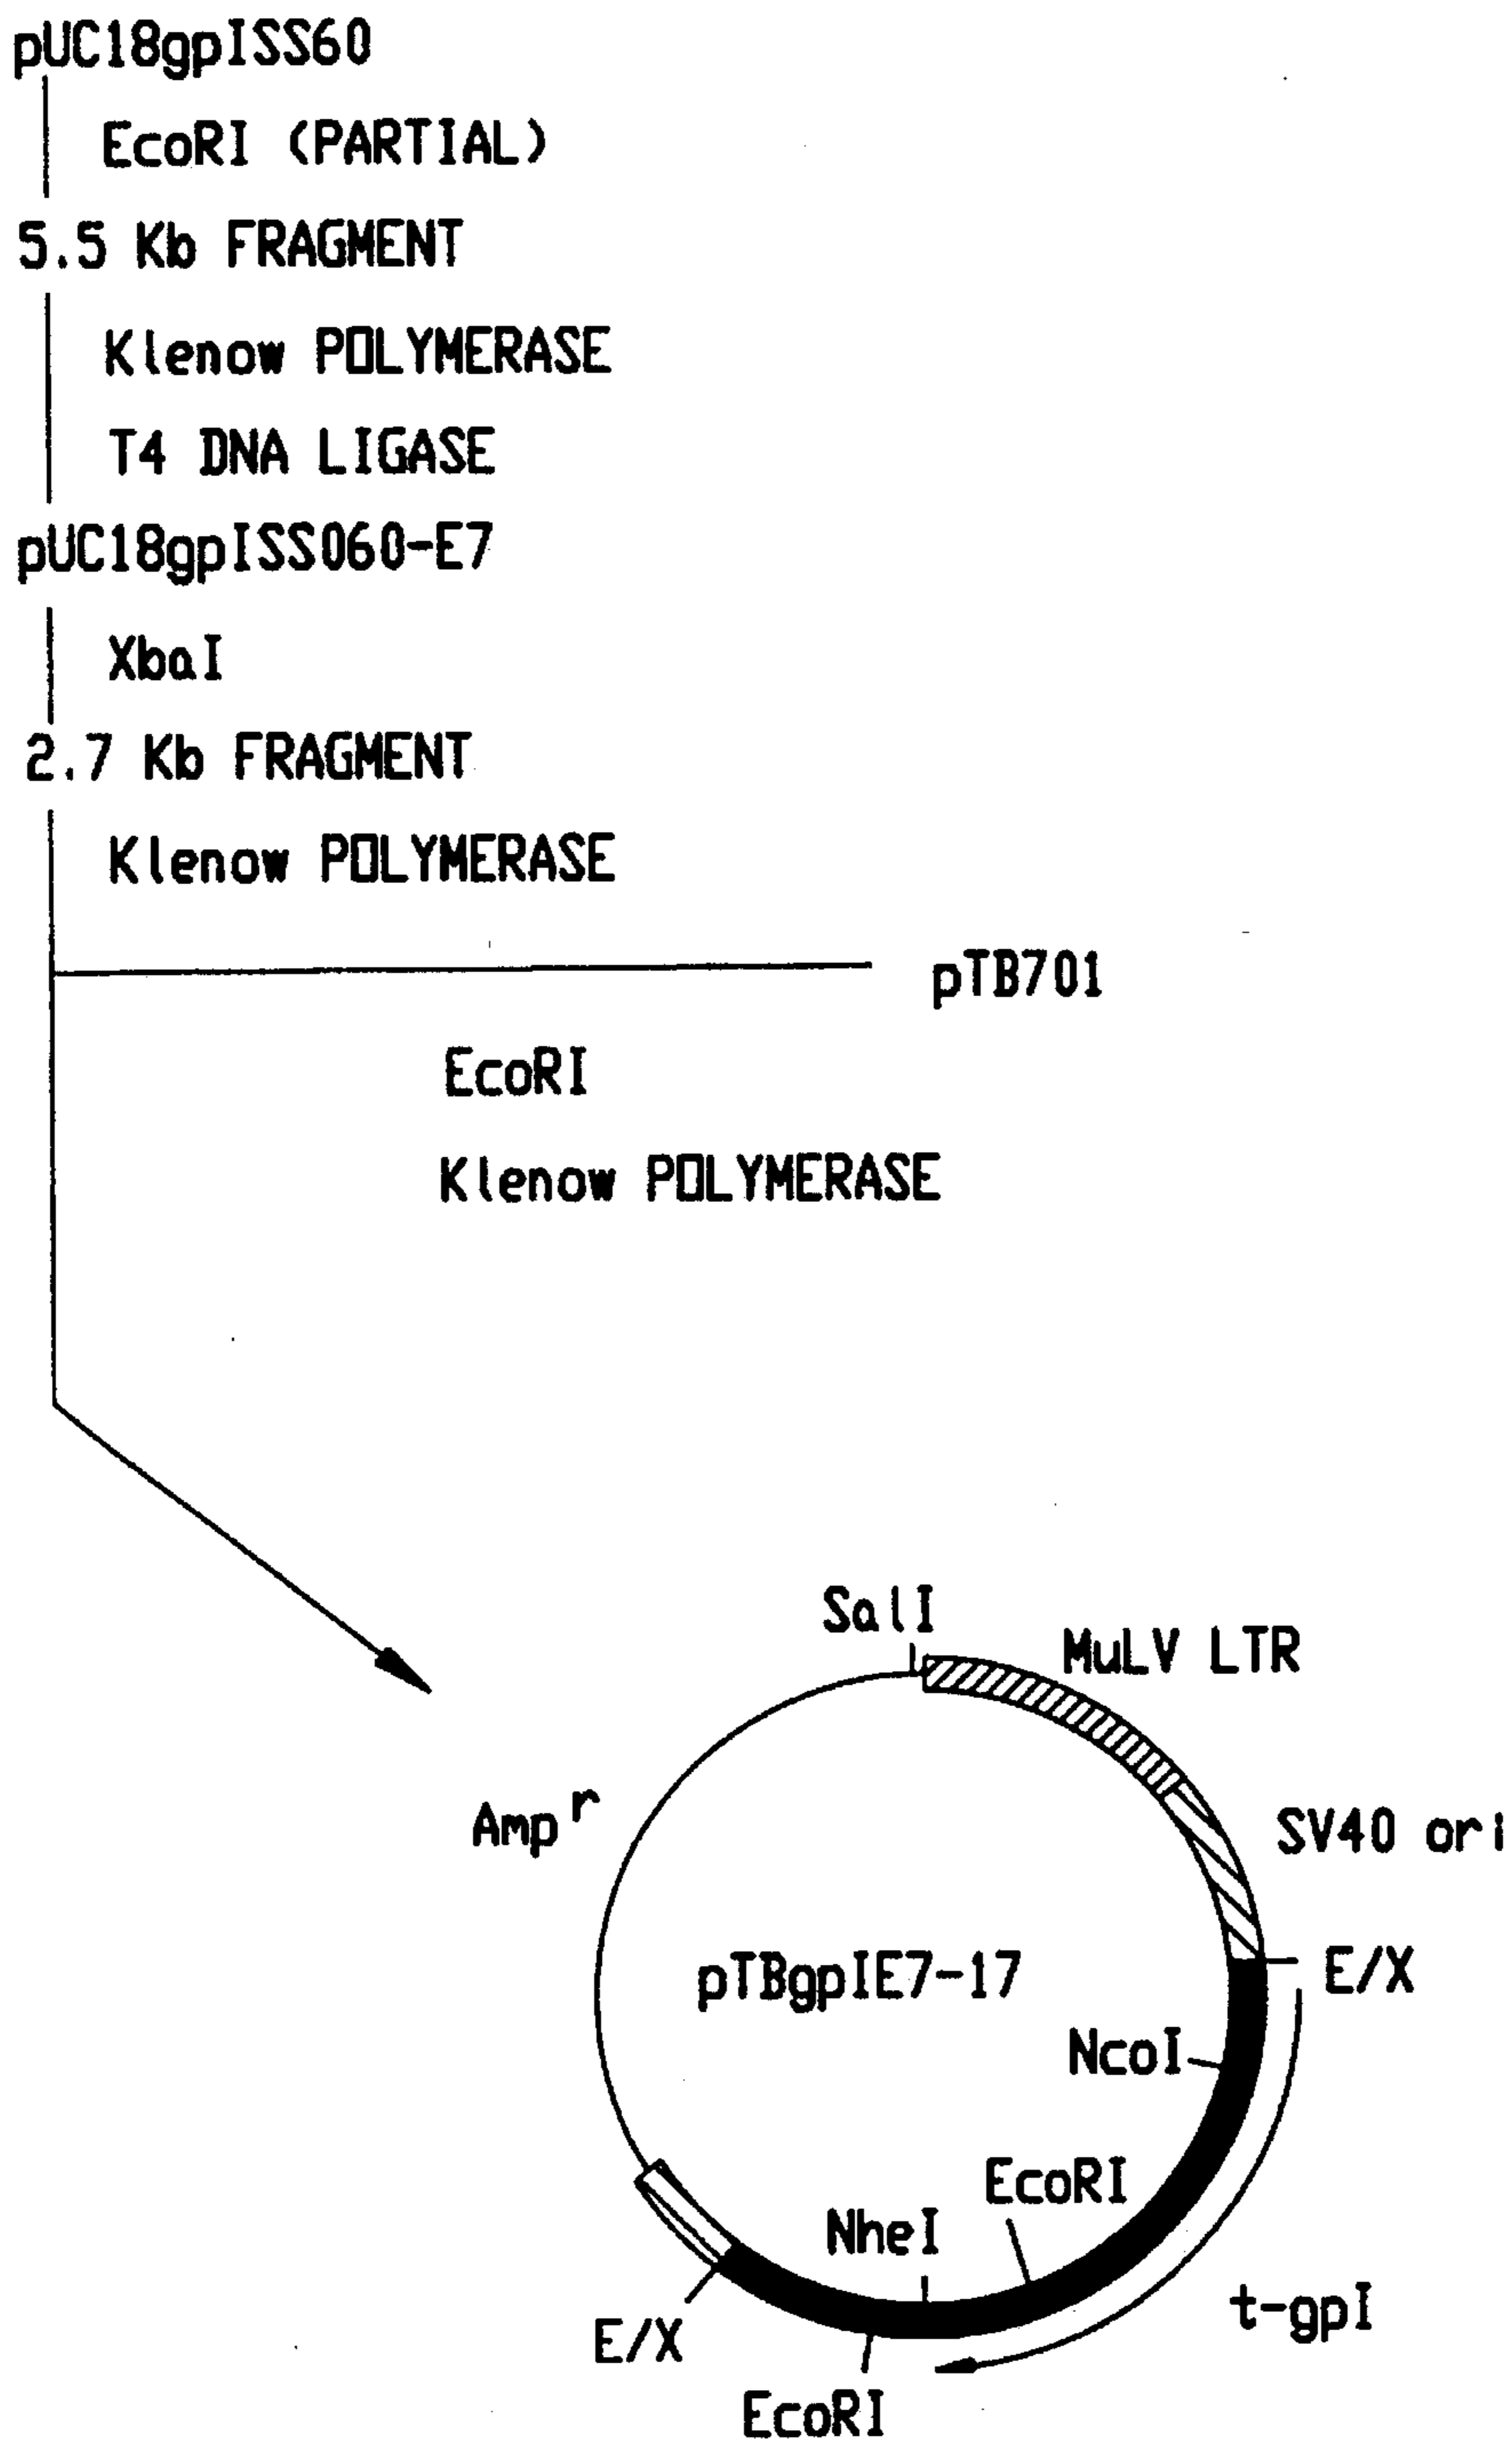 pUC18gpISS60
EcoRI (PARTIAL)
5.5 Kb FRAGMENT
Klenow POLYMERASE
T4 DNA LIGASE
pUC18gpISS060-E7
XbaI
2.7 Kb FRAGMENT
Klenow POLYMERASE
pTB701
EcoRI
Klenow POLYMERASE
SalI
MuLV LTR
Amp r
SV40 ori
pTBgpIE7-17
E/X
NcoI
EcoRI
NheI
t-gpI
E/X
EcoRI